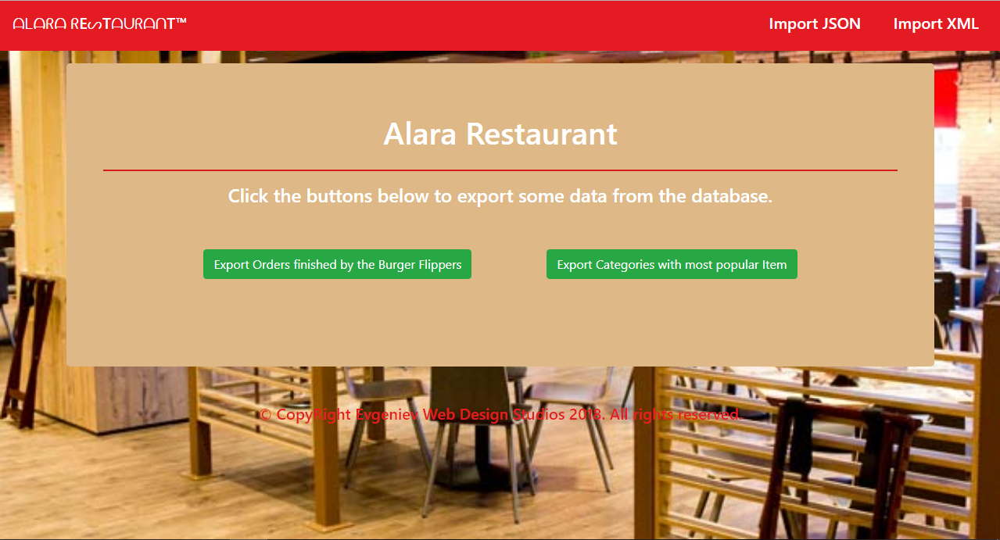 ALARA RESTAURANT™
Import JSON
Import XML
Alara Restaurant
Click the buttons below to export some data from the database.
Export Orders finished by the Burger Flippers
Export Categories with most popular Item
© CopyRight Evgeniev Web Design Studios 2018. All rights reserved.